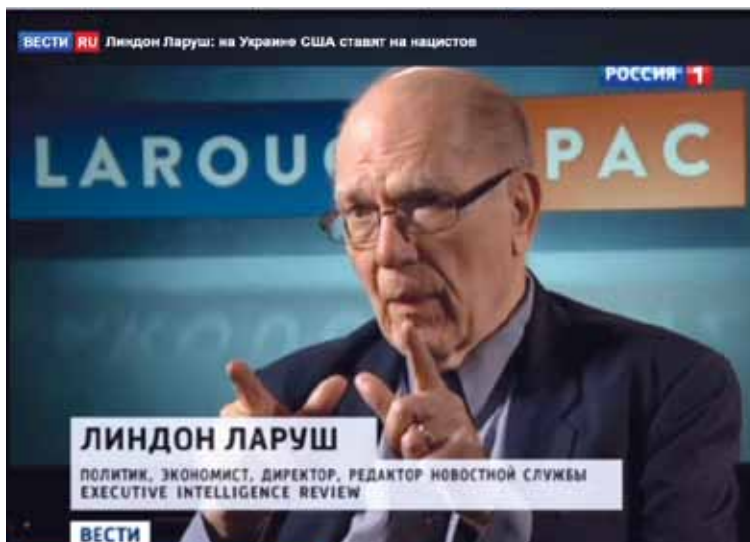 ВЕСТИ RU Линдон Ларуш: на Украине США ставят на нацистов
РОССИЯ 1
LAROU PAC
ЛИНДОН ЛАРУШ
ПОЛИТИК, ЭКОНОМИСТ, ДИРЕКТОР, РЕДАКТОР НОВОСТНОЙ СЛУЖБЫ
EXECUTIVE INTELLIGENCE REVIEW
ВЕСТИ